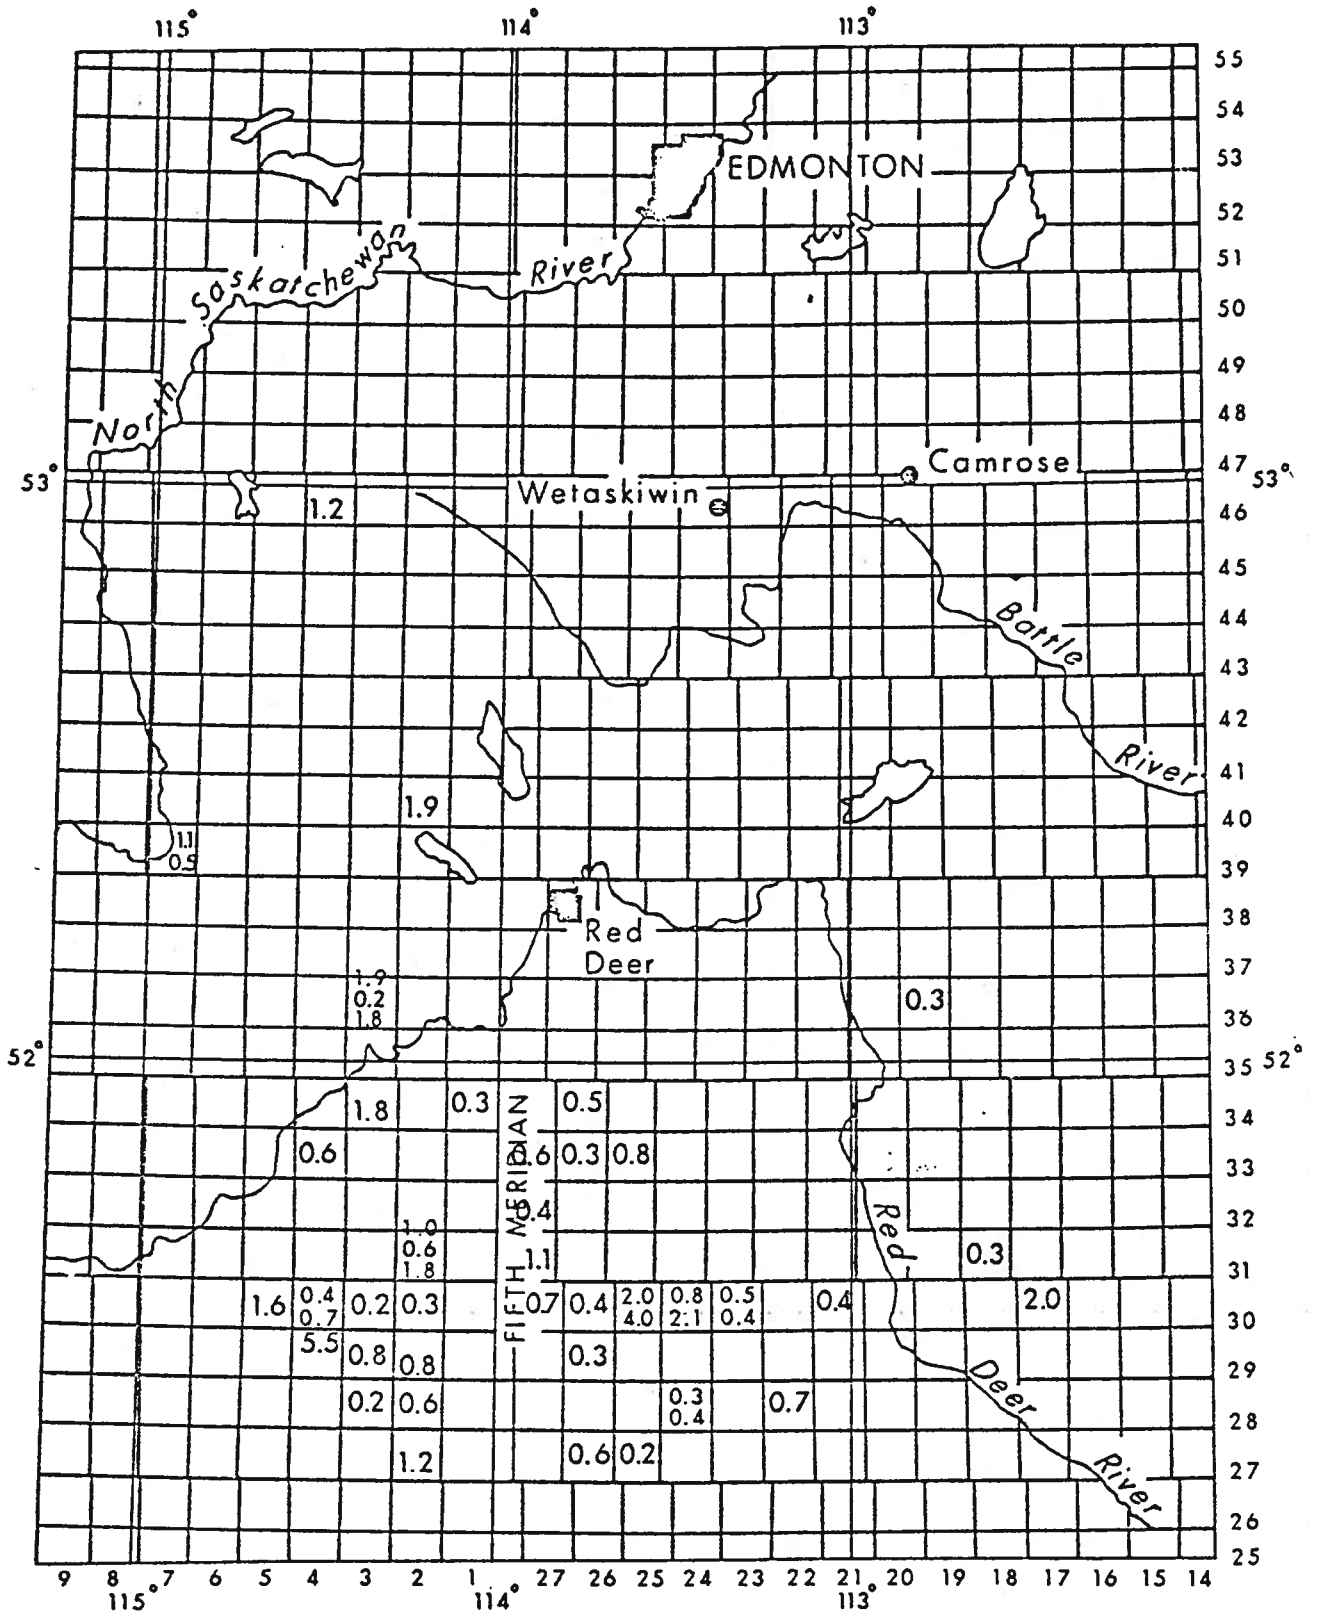 115° 114° 113°
55
54
53
EDMONTON
52
51
North Saskatchewan River
50
49
48
47
Camrose
53° 53°
Wetaskiwin
1.2
46
45
44
Battle River
43
42
41
1.9
40
1.1
0.5
39
38
Red
Deer
37
1.9
0.2
1.8
0.3
36
52° 52°
35
1.8 0.3 0.5
34
FIFTH MERIDIAN
0.6 0.6 0.3 0.8
33
0.4
32
Red Deer River
1.0
0.6
1.8
1.1
0.3
31
1.6 0.4 0.2 0.3 0.7 0.4 2.0 0.8 0.5 0.4 2.0
0.7 4.0 2.1 0.4
30
5.5
0.8 0.8 0.3
29
0.2 0.6 0.3 0.7
0.4
28
1.2 0.6 0.2
27
26
25
9 8 7 6 5 4 3 2 1 27 26 25 24 23 22 21 20 19 18 17 16 15 14
115° 114° 113°